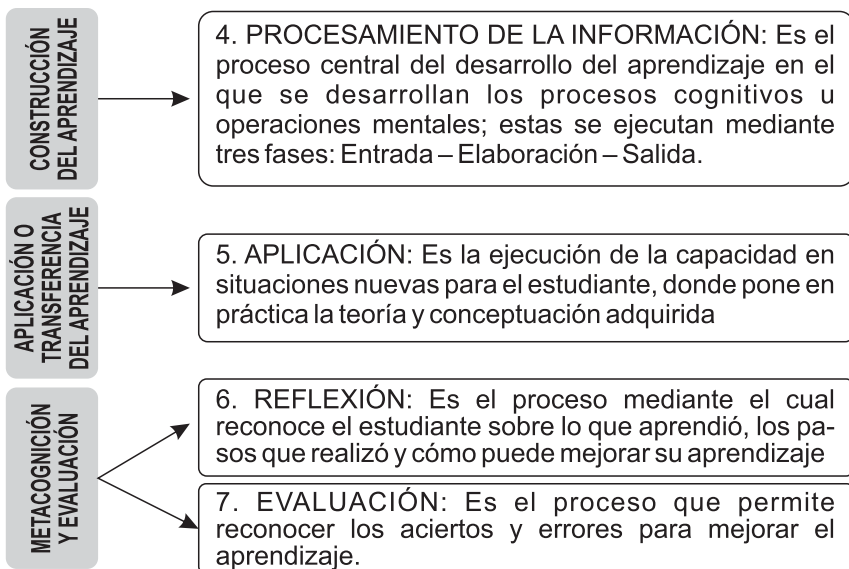 CONSTRUCCIÓN
DEL APRENDIZAJE
4. PROCESAMIENTO DE LA INFORMACIÓN: Es el
proceso central del desarrollo del aprendizaje en el
que se desarrollan los procesos cognitivos u
operaciones mentales; estas se ejecutan mediante
tres fases: Entrada – Elaboración – Salida.
APLICACIÓN O
TRANSFERENCIA
DEL APRENDIZAJE
5. APLICACIÓN: Es la ejecución de la capacidad en
situaciones nuevas para el estudiante, donde pone en
práctica la teoría y conceptuación adquirida
METACOGNICIÓN
Y EVALUACIÓN
6. REFLEXIÓN: Es el proceso mediante el cual
reconoce el estudiante sobre lo que aprendió, los pa-
sos que realizó y cómo puede mejorar su aprendizaje
7. EVALUACIÓN: Es el proceso que permite
reconocer los aciertos y errores para mejorar el
aprendizaje.